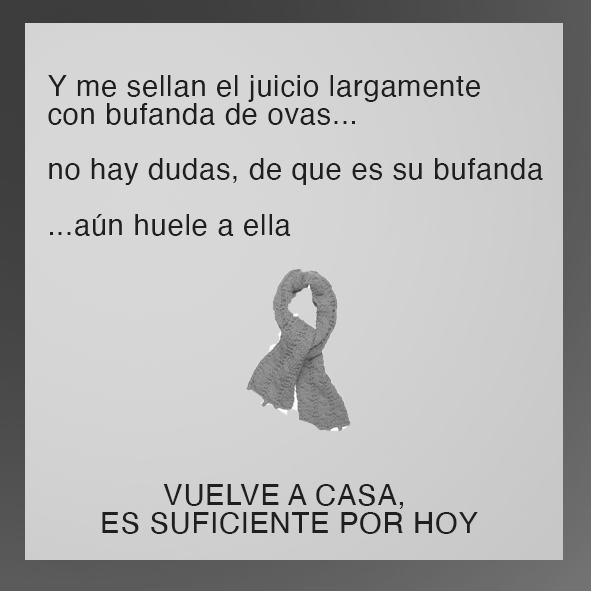 Y me sellan el juicio largamente
con bufanda de ovas...
no hay dudas, de que es su bufanda
...aún huele a ella
VUELVE A CASA,
ES SUFICIENTE POR HOY